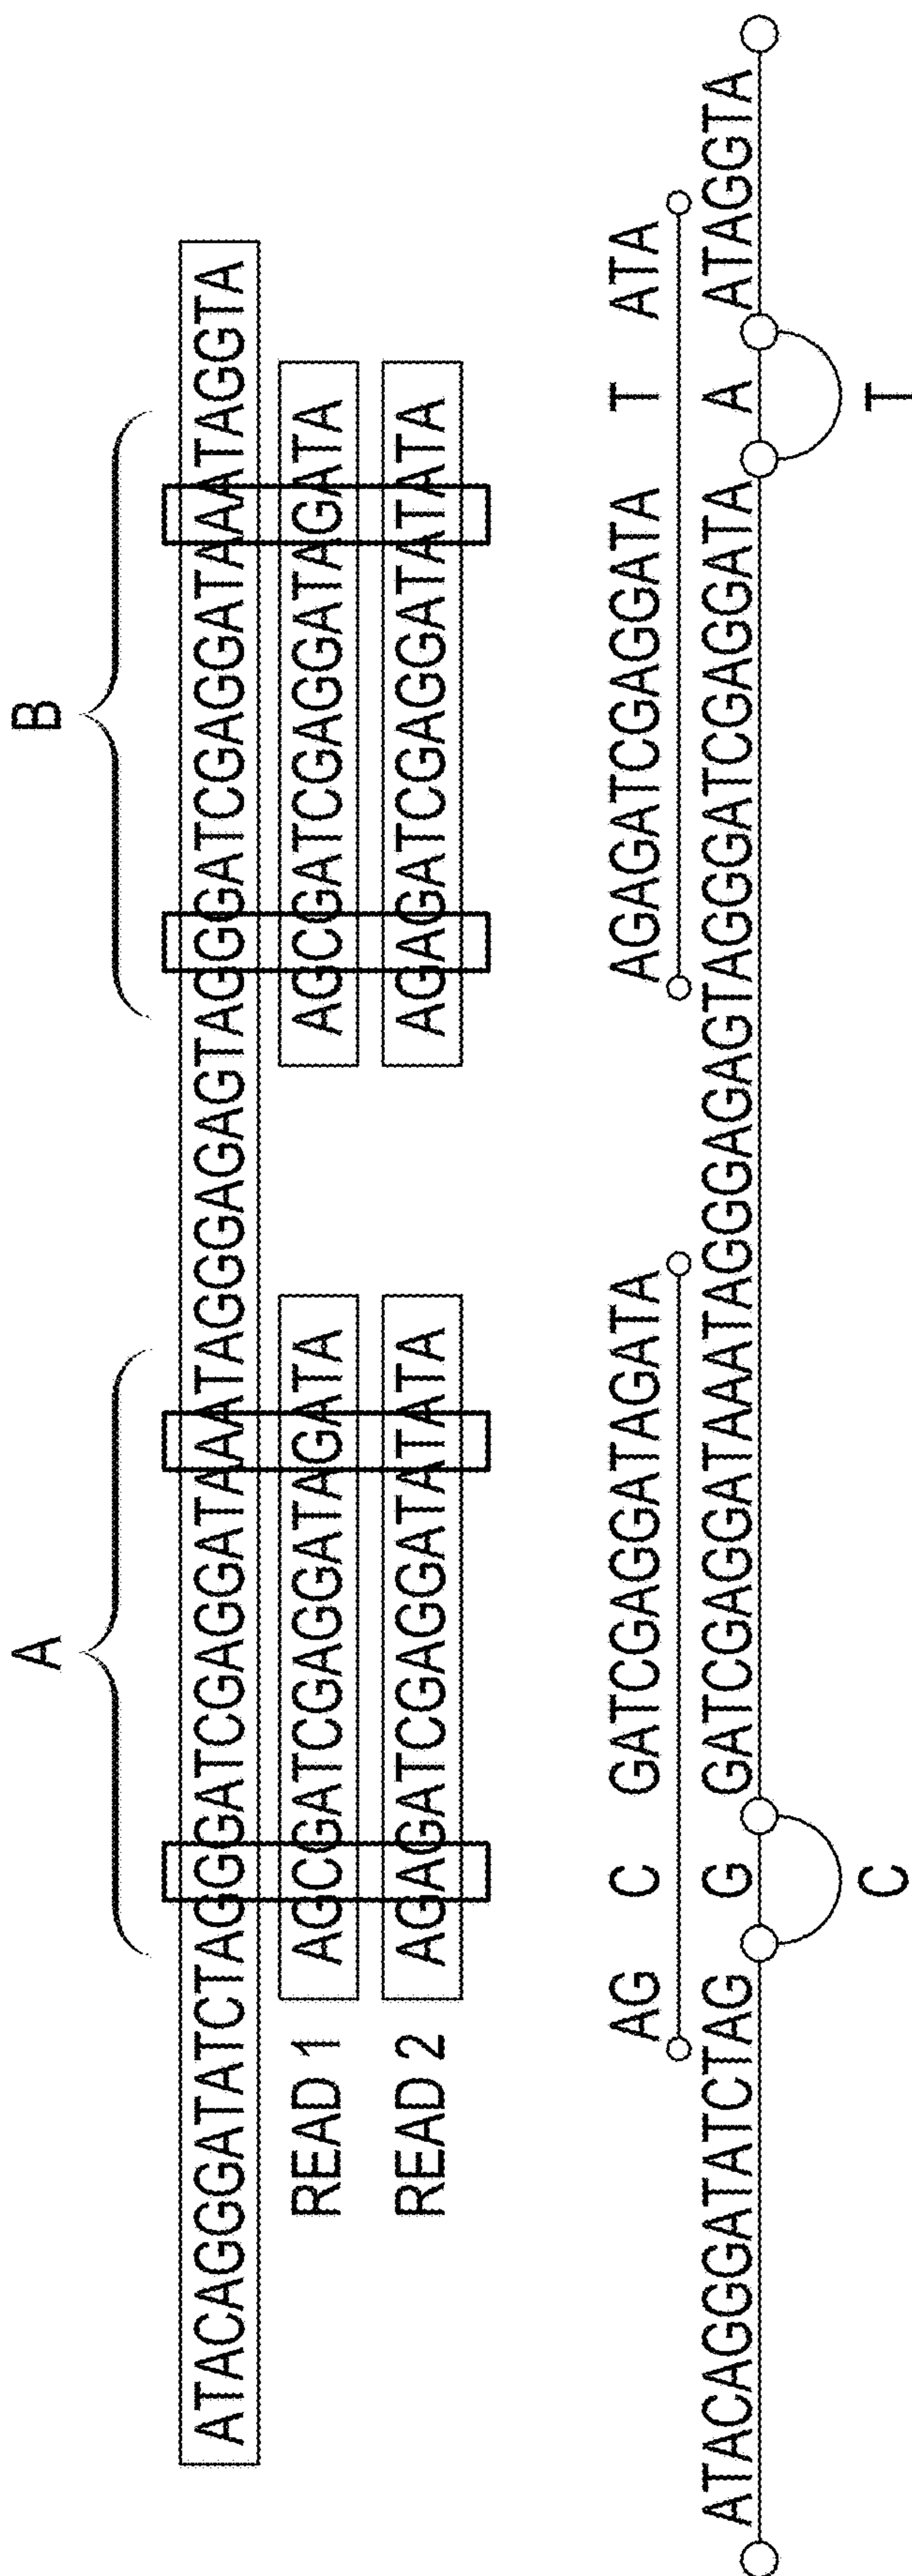 A B
ATACAGGGATATCTAGGGATCGAGGATAAATAGGGAGAGTAGGGATCGAGGATAAATAGGTA
READ 1 AGCGATCGAGGATAGATA AGCGATCGAGGATAGATA
READ 2 AGAGATCGAGGATATATA AGAGATCGAGGATATATA
AG C GATCGAGGATAGATA AGAGATCGAGGATA T ATA
ATACAGGGATATCTAG G GATCGAGGATAAATAGGGAGAGTAGGGATCGAGGATA A ATAGGTA
C T